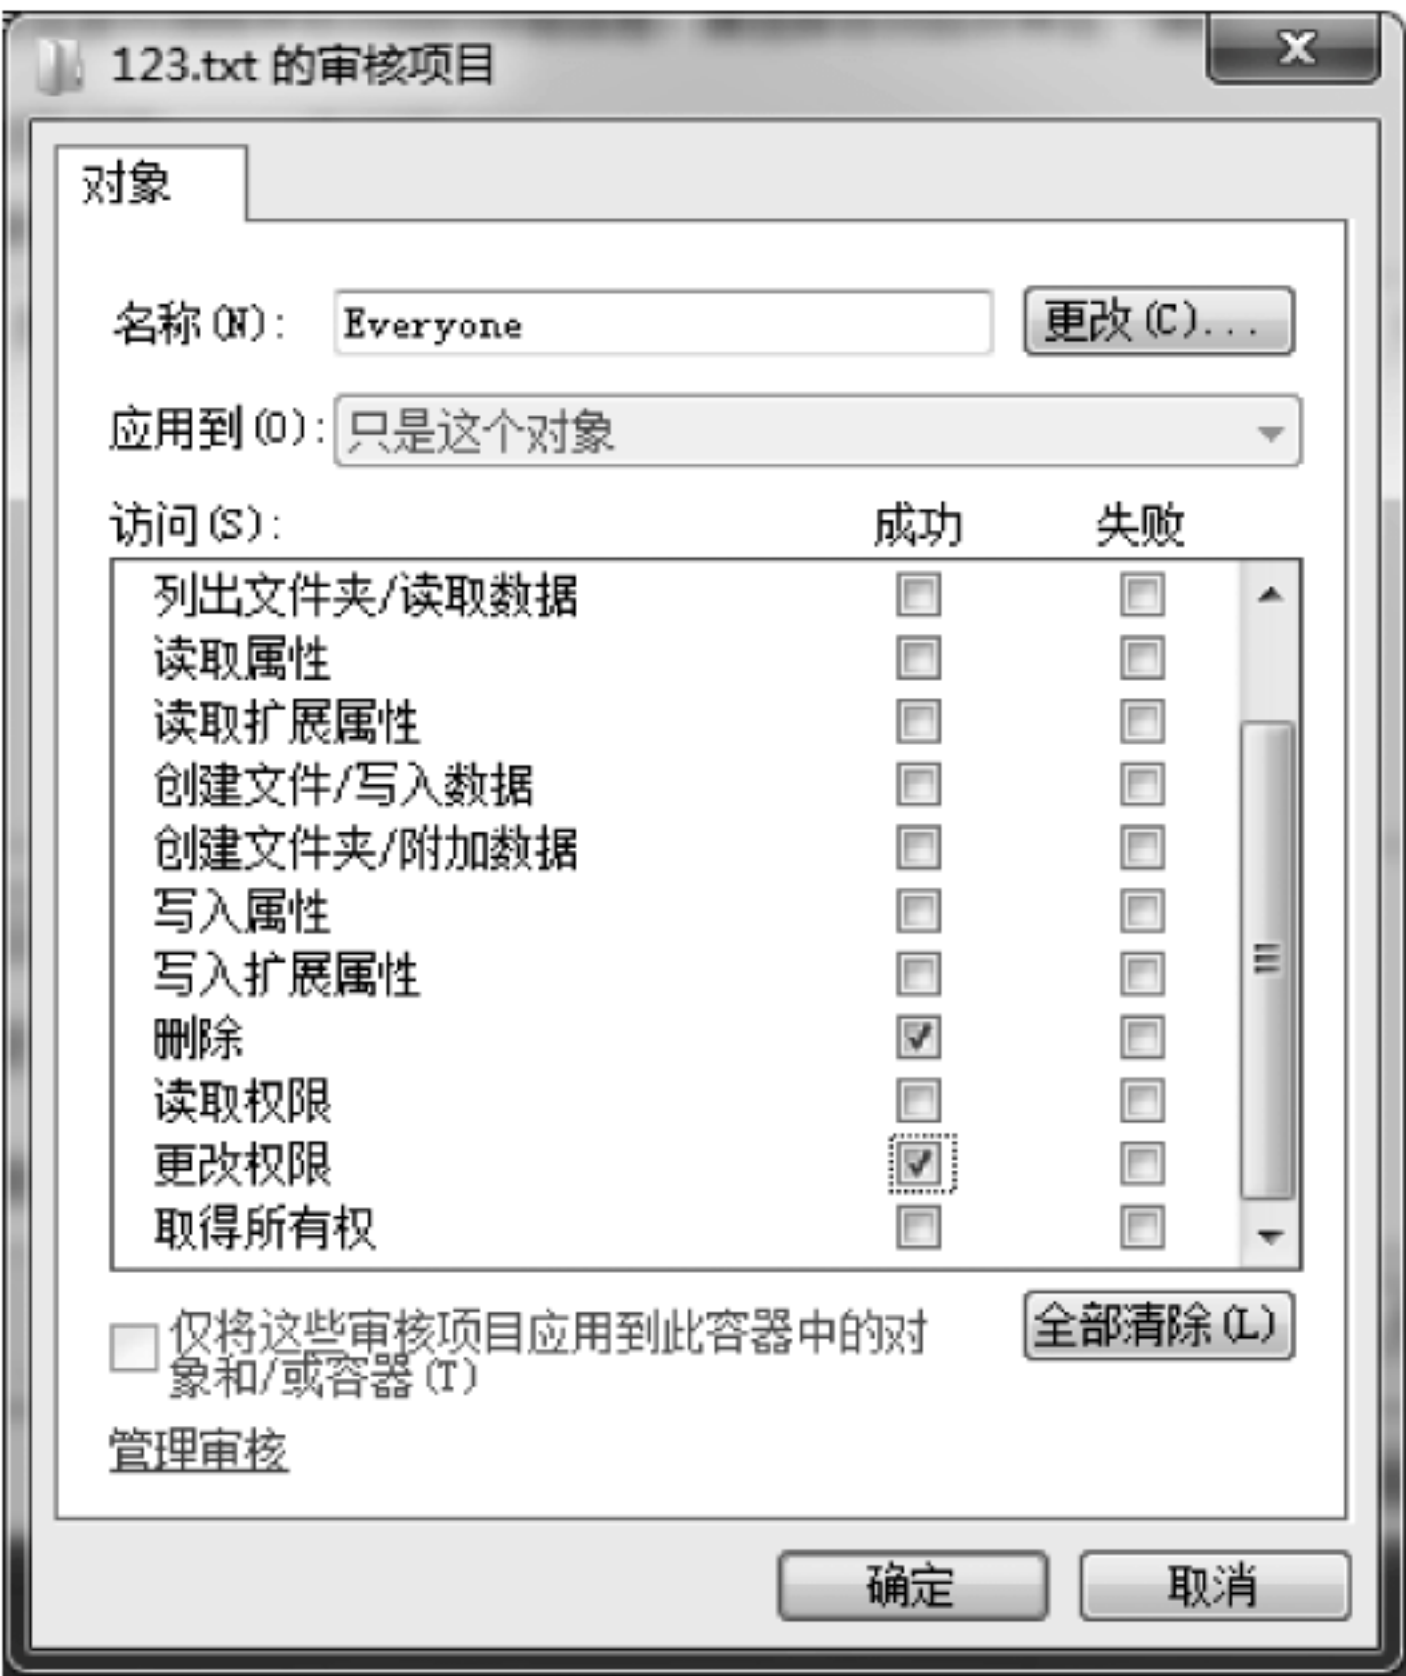 123.txt 的审核项目
对象
名称(N): Everyone 更改(C)...
应用到(O): 只是这个对象
访问(S): 成功 失败
列出文件夹/读取数据
读取属性
读取扩展属性
创建文件/写入数据
创建文件夹/附加数据
写入属性
写入扩展属性
删除
读取权限
更改权限
取得所有权
仅将这些审核项目应用到此容器中的对 全部清除(L)
象和/或容器(T)
管理审核
确定 取消